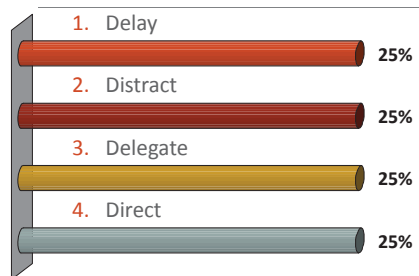 1. Delay
25%
2. Distract
25%
3. Delegate
25%
4. Direct
25%